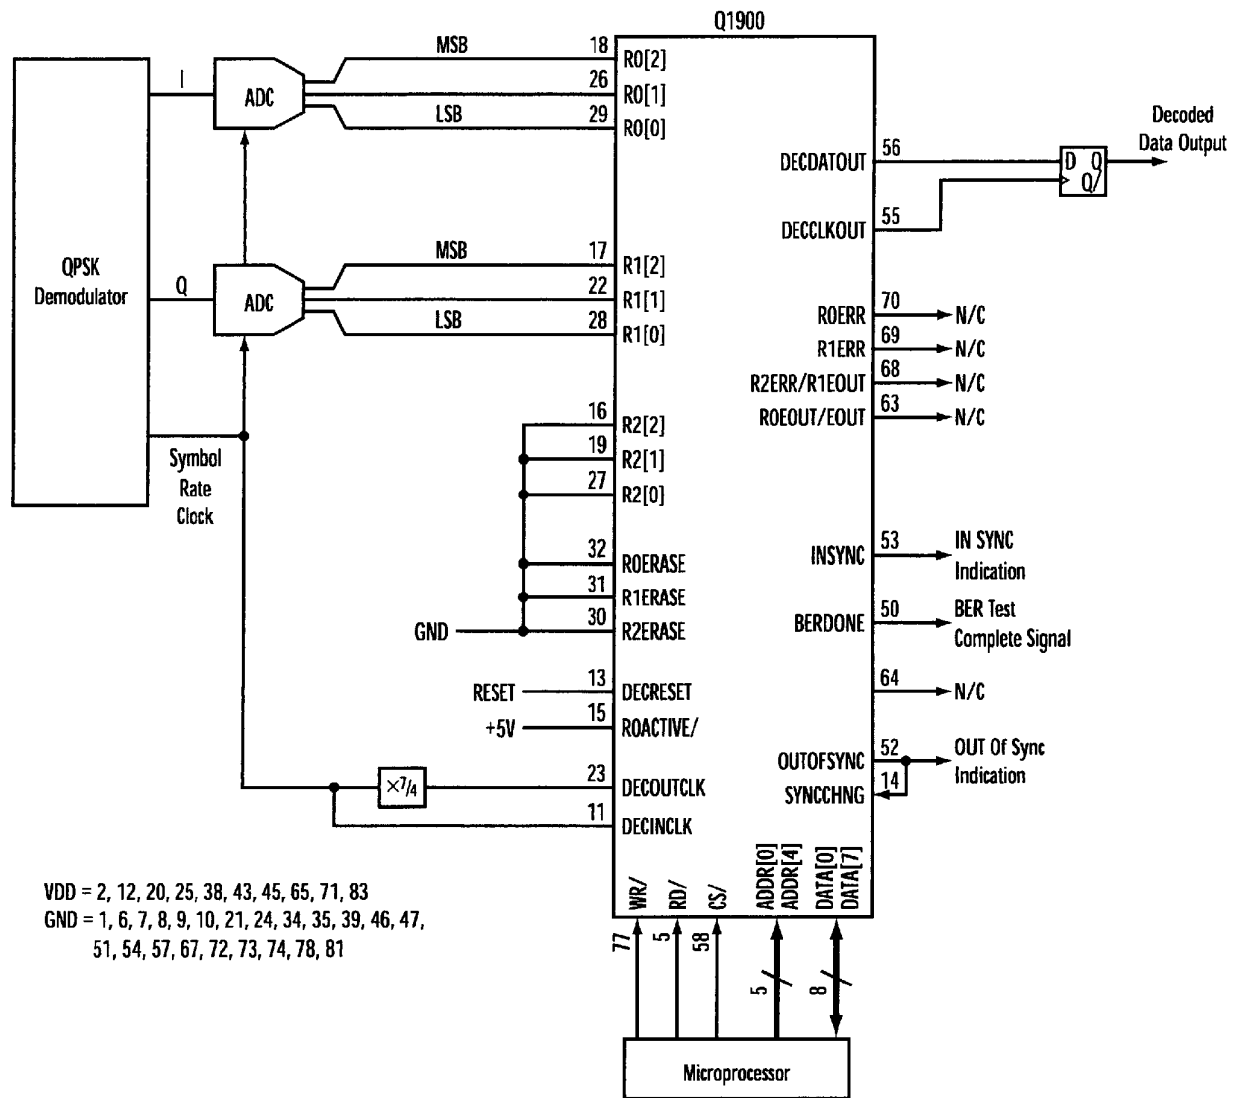 Q1900
QPSK
Demodulator
I
ADC
MSB
LSB
18
R0[2]
26
R0[1]
29
R0[0]
Q
ADC
MSB
LSB
17
R1[2]
22
R1[1]
28
R1[0]
Symbol
Rate
Clock
16
R2[2]
19
R2[1]
27
R2[0]
32
R0ERASE
31
R1ERASE
GND
30
R2ERASE
RESET
13
DECRESET
+5V
15
R0ACTIVE/
×7/4
23
DECOUTCLK
11
DECINCLK
DECDATOUT
56
D Q
Q/
Decoded
Data Output
DECCLKOUT
55
R0ERR
70
N/C
R1ERR
69
N/C
R2ERR/R1EOUT
68
N/C
R0EOUT/EOUT
63
N/C
INSYNC
53
IN SYNC
Indication
BERDONE
50
BER Test
Complete Signal
64
N/C
OUTOFSYNC
52
OUT Of Sync
Indication
SYNCCHNG
14
WR/
RD/
CS/
ADDR[0]
ADDR[4]
DATA[0]
DATA[7]
77
5
58
5
8
Microprocessor
VDD = 2, 12, 20, 25, 38, 43, 45, 65, 71, 83
GND = 1, 6, 7, 8, 9, 10, 21, 24, 34, 35, 39, 46, 47,
51, 54, 57, 67, 72, 73, 74, 78, 81